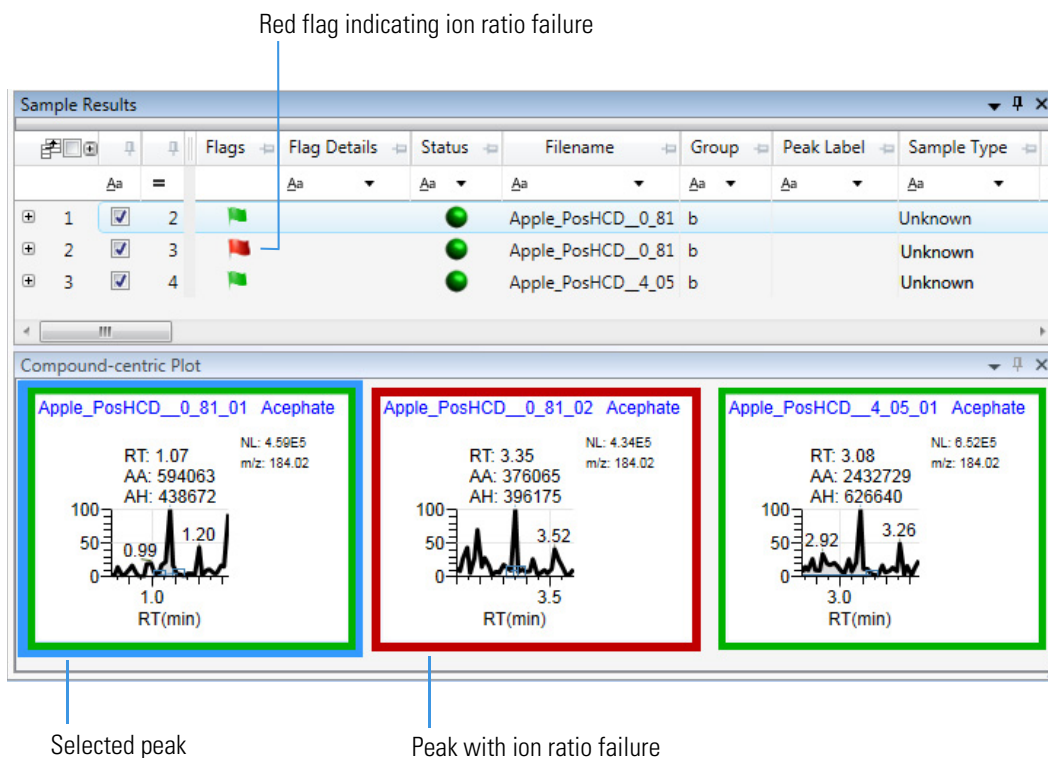 Red flag indicating ion ratio failure
Sample Results
Flags Flag Details Status Filename Group Peak Label Sample Type
Aa = Aa Aa Aa Aa Aa Aa
1 2 Apple_PosHCD__0_81 b Unknown
2 3 Apple_PosHCD__0_81 b Unknown
3 4 Apple_PosHCD__4_05 b Unknown
Compound-centric Plot
Apple_PosHCD__0_81_01 Acephate
NL: 4.59E5
m/z: 184.02
RT: 1.07
AA: 594063
AH: 438672
100
50
0
0.99
1.20
1.0
RT(min)
Apple_PosHCD__0_81_02 Acephate
NL: 4.34E5
m/z: 184.02
RT: 3.35
AA: 376065
AH: 396175
100
50
0
3.52
3.5
RT(min)
Apple_PosHCD__4_05_01 Acephate
NL: 6.52E5
m/z: 184.02
RT: 3.08
AA: 2432729
AH: 626640
100
50
0
2.92
3.26
3.0
RT(min)
Selected peak
Peak with ion ratio failure